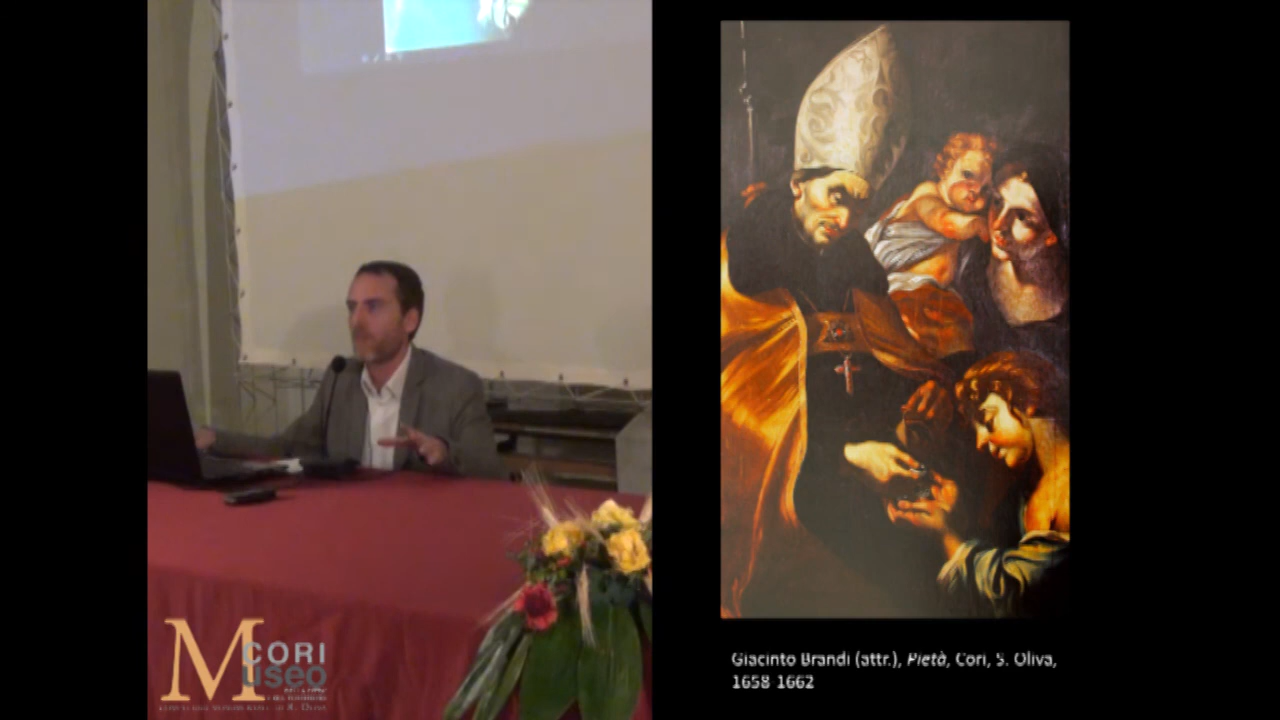 Giacinto Brandi (attr.), Pietà, Cori, S. Oliva,
1658-1662
M CORI
useo